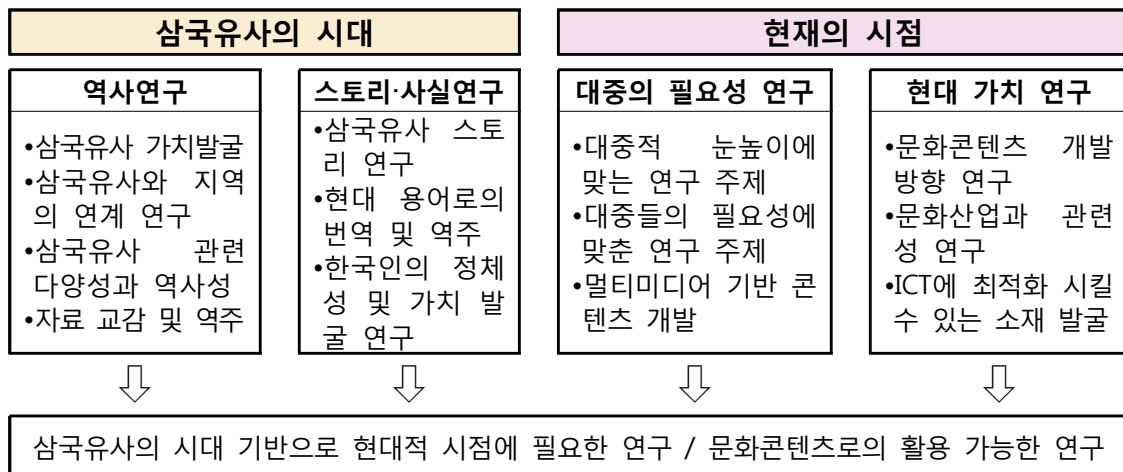 삼국유사의 시대
현재의 시점
역사연구
•삼국유사 가치발굴
•삼국유사와 지역
의 연계 연구
•삼국유사 관련
다양성과 역사성
•자료 교감 및 역주
스토리·사실연구
•삼국유사 스토
리 연구
•현대 용어로의
번역 및 역주
•한국인의 정체
성 및 가치 발
굴 연구
대중의 필요성 연구
•대중적 눈높이에
맞는 연구 주제
•대중들의 필요성에
맞춘 연구 주제
•멀티미디어 기반 콘
텐츠 개발
현대 가치 연구
•문화콘텐츠 개발
방향 연구
•문화산업과 관련
성 연구
•ICT에 최적화 시킬
수 있는 소재 발굴
삼국유사의 시대 기반으로 현대적 시점에 필요한 연구 / 문화콘텐츠로의 활용 가능한 연구